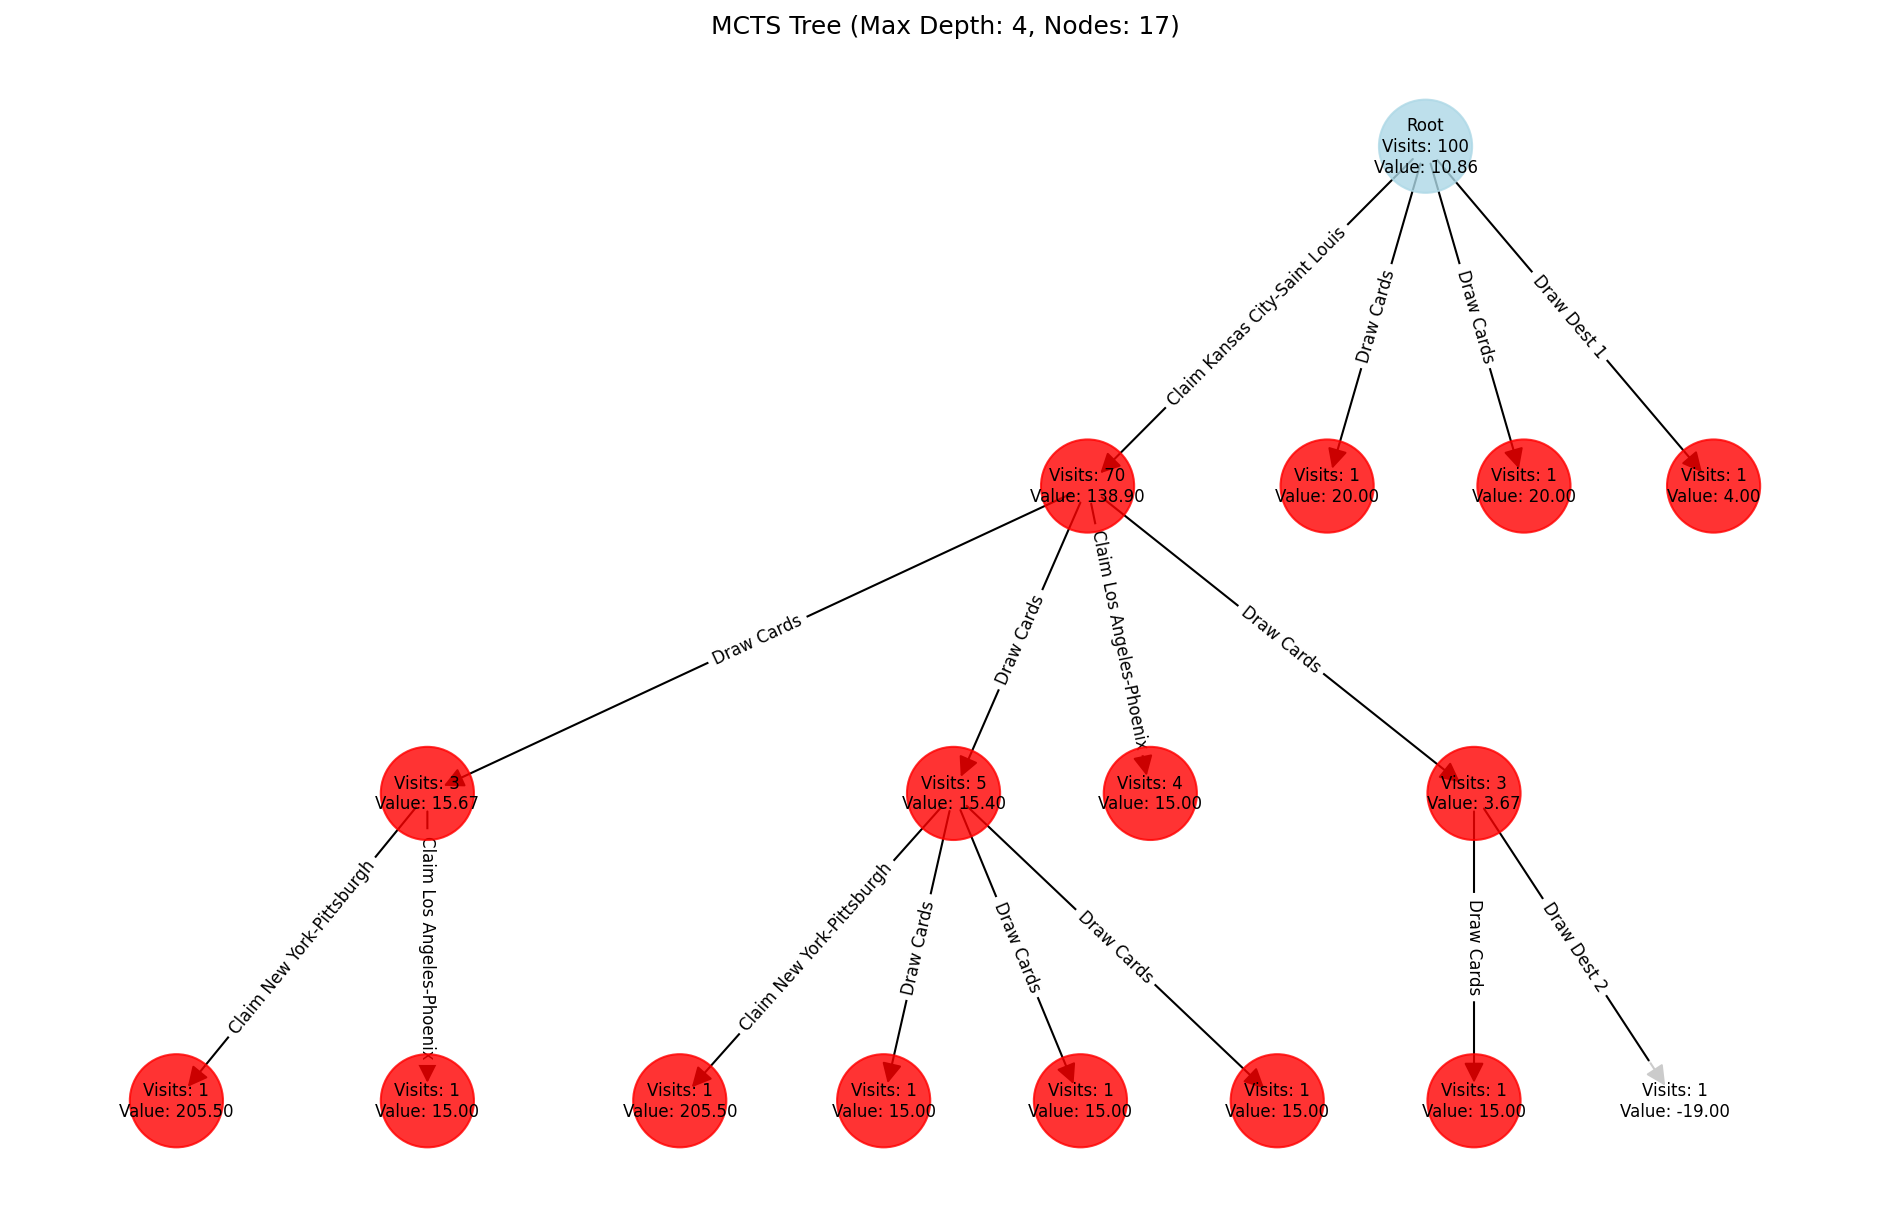 MCTS Tree (Max Depth: 4, Nodes: 17)
Root
Visits: 100
Value: 10.86
Claim Kansas City-Saint Louis
Draw Cards
Draw Cards
Draw Dest 1
Visits: 70
Value: 138.90
Visits: 1
Value: 20.00
Visits: 1
Value: 20.00
Visits: 1
Value: 4.00
Draw Cards
Draw Cards
Claim Los Angeles-Phoenix
Draw Cards
Visits: 3
Value: 15.67
Visits: 5
Value: 15.40
Visits: 4
Value: 15.00
Visits: 3
Value: 3.67
Claim New York-Pittsburgh
Claim Los Angeles-Phoenix
Claim New York-Pittsburgh
Draw Cards
Draw Cards
Draw Cards
Draw Cards
Draw Dest 2
Visits: 1
Value: 205.50
Visits: 1
Value: 15.00
Visits: 1
Value: 205.50
Visits: 1
Value: 15.00
Visits: 1
Value: 15.00
Visits: 1
Value: 15.00
Visits: 1
Value: 15.00
Visits: 1
Value: -19.00